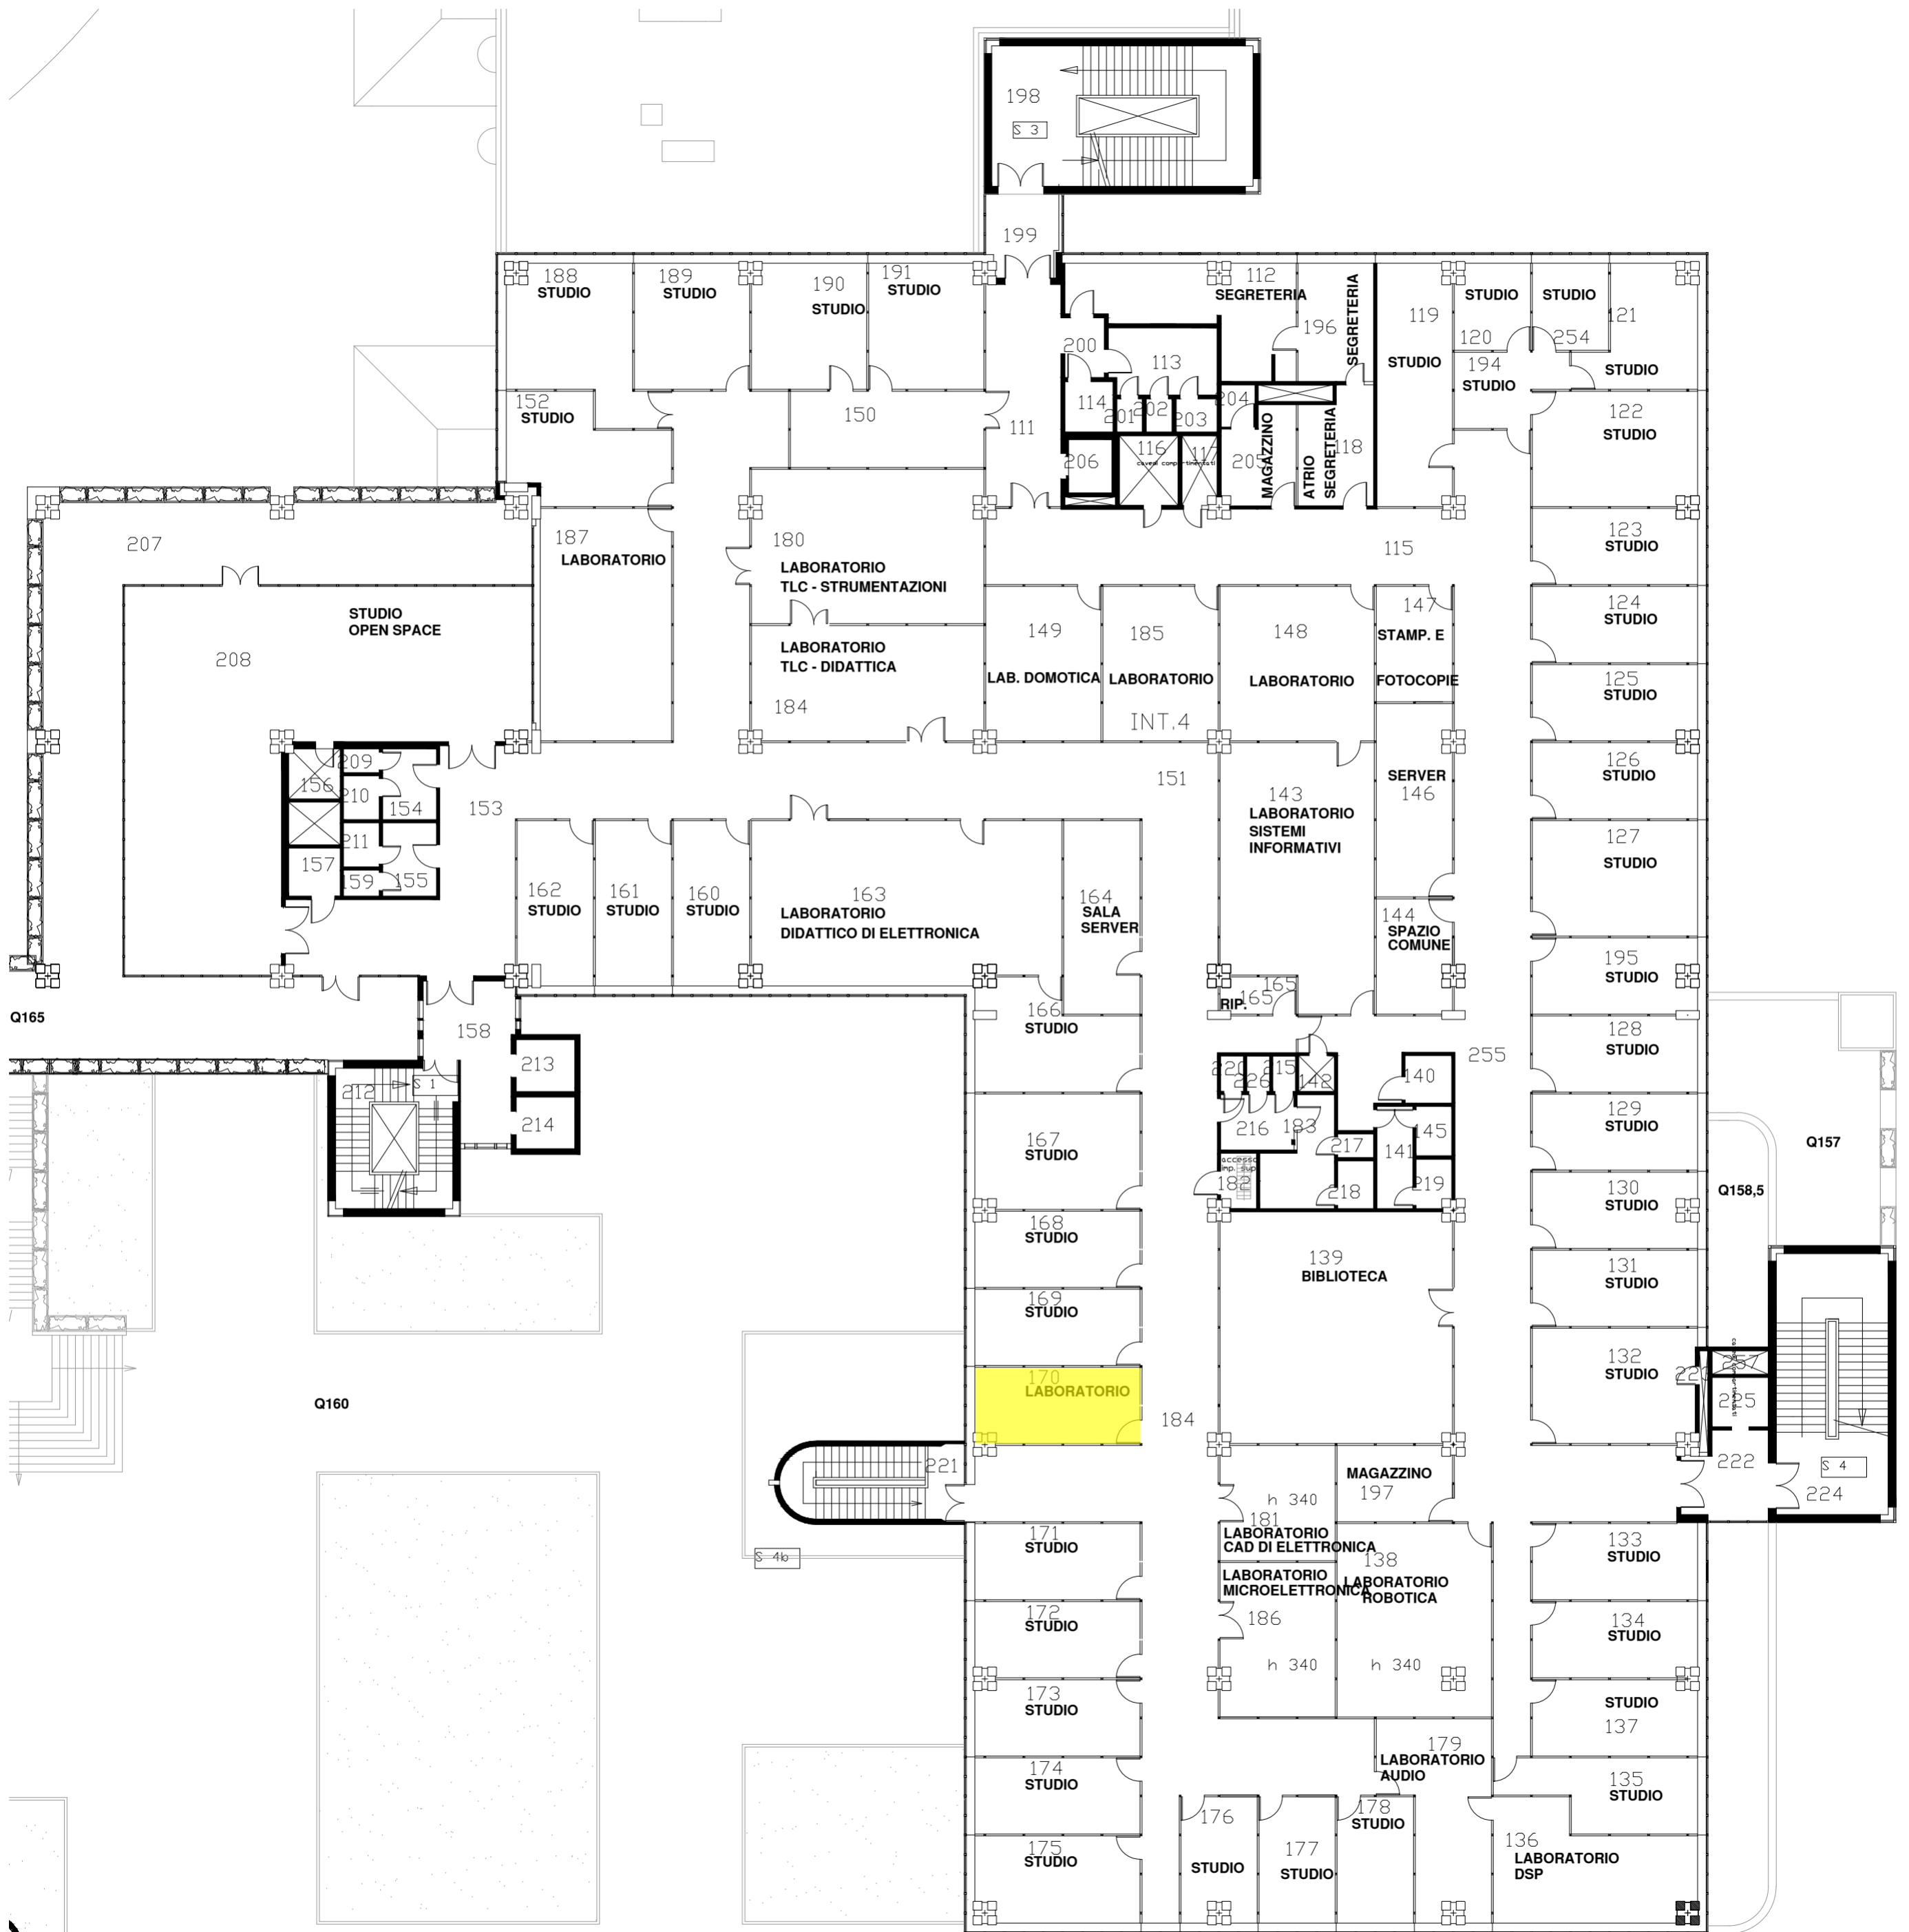 198
S 3
199
188
STUDIO
189
STUDIO
190
STUDIO
191
STUDIO
112
SEGRETERIA
196
SEGRETERIA
119
STUDIO
STUDIO
120
STUDIO
254
121
STUDIO
194
STUDIO
200
113
114
201
202
203
204
205
MAGAZZINO
ATRIO
SEGRETERIA
118
152
STUDIO
150
111
206
116
117
122
STUDIO
207
187
LABORATORIO
180
LABORATORIO
TLC - STRUMENTAZIONI
115
123
STUDIO
STUDIO
OPEN SPACE
208
LABORATORIO
TLC - DIDATTICA
184
149
LAB. DOMOTICA
185
LABORATORIO
INT.4
148
LABORATORIO
147
STAMP. E
FOTOCOPIE
124
STUDIO
125
STUDIO
209
156
210
154
153
211
157
159
155
151
143
LABORATORIO
SISTEMI
INFORMATIVI
SERVER
146
126
STUDIO
127
STUDIO
162
STUDIO
161
STUDIO
160
STUDIO
163
LABORATORIO
DIDATTICO DI ELETTRONICA
164
SALA
SERVER
144
SPAZIO
COMUNE
195
STUDIO
Q165
158
213
214
212
S 1
166
STUDIO
165
RIP.
165
255
128
STUDIO
226
215
142
140
216
183
217
141
145
182
218
219
167
STUDIO
129
STUDIO
Q157
168
STUDIO
130
STUDIO
Q158,5
139
BIBLIOTECA
131
STUDIO
169
STUDIO
170
LABORATORIO
132
STUDIO
225
Q160
184
221
222
S 4
224
MAGAZZINO
197
h 340
181
LABORATORIO
CAD DI ELETTRONICA
S 4b
171
STUDIO
138
LABORATORIO
ROBOTICA
133
STUDIO
LABORATORIO
MICROELETTRONICA
186
172
STUDIO
134
STUDIO
h 340
h 340
173
STUDIO
STUDIO
137
174
STUDIO
179
LABORATORIO
AUDIO
135
STUDIO
176
STUDIO
177
STUDIO
178
STUDIO
175
STUDIO
136
LABORATORIO
DSP